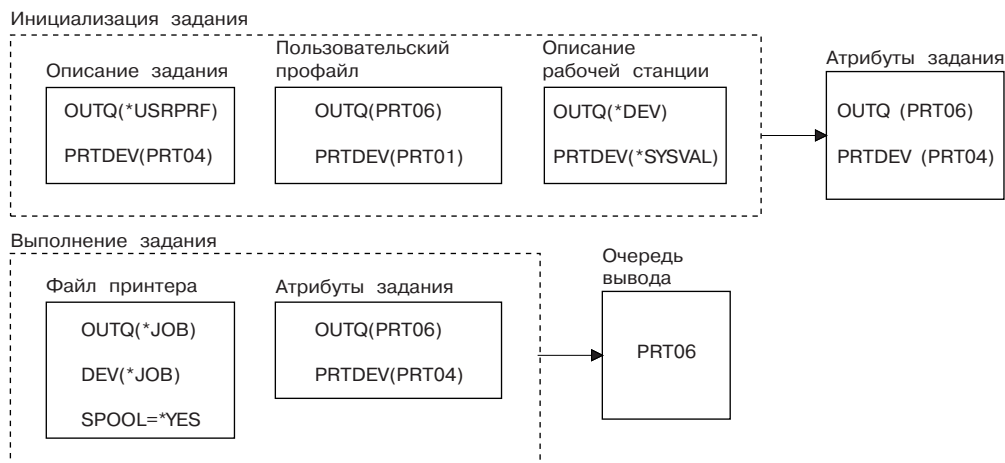 Инициализация задания
Описание задания
OUTQ(*USRPRF)
PRTDEV(PRT04)
Пользовательский
профайл
OUTQ(PRT06)
PRTDEV(PRT01)
Описание
рабочей станции
OUTQ(*DEV)
PRTDEV(*SYSVAL)
Атрибуты задания
OUTQ (PRT06)
PRTDEV (PRT04)
Выполнение задания
Файл принтера
OUTQ(*JOB)
DEV(*JOB)
SPOOL=*YES
Атрибуты задания
OUTQ(PRT06)
PRTDEV(PRT04)
Очередь
вывода
PRT06